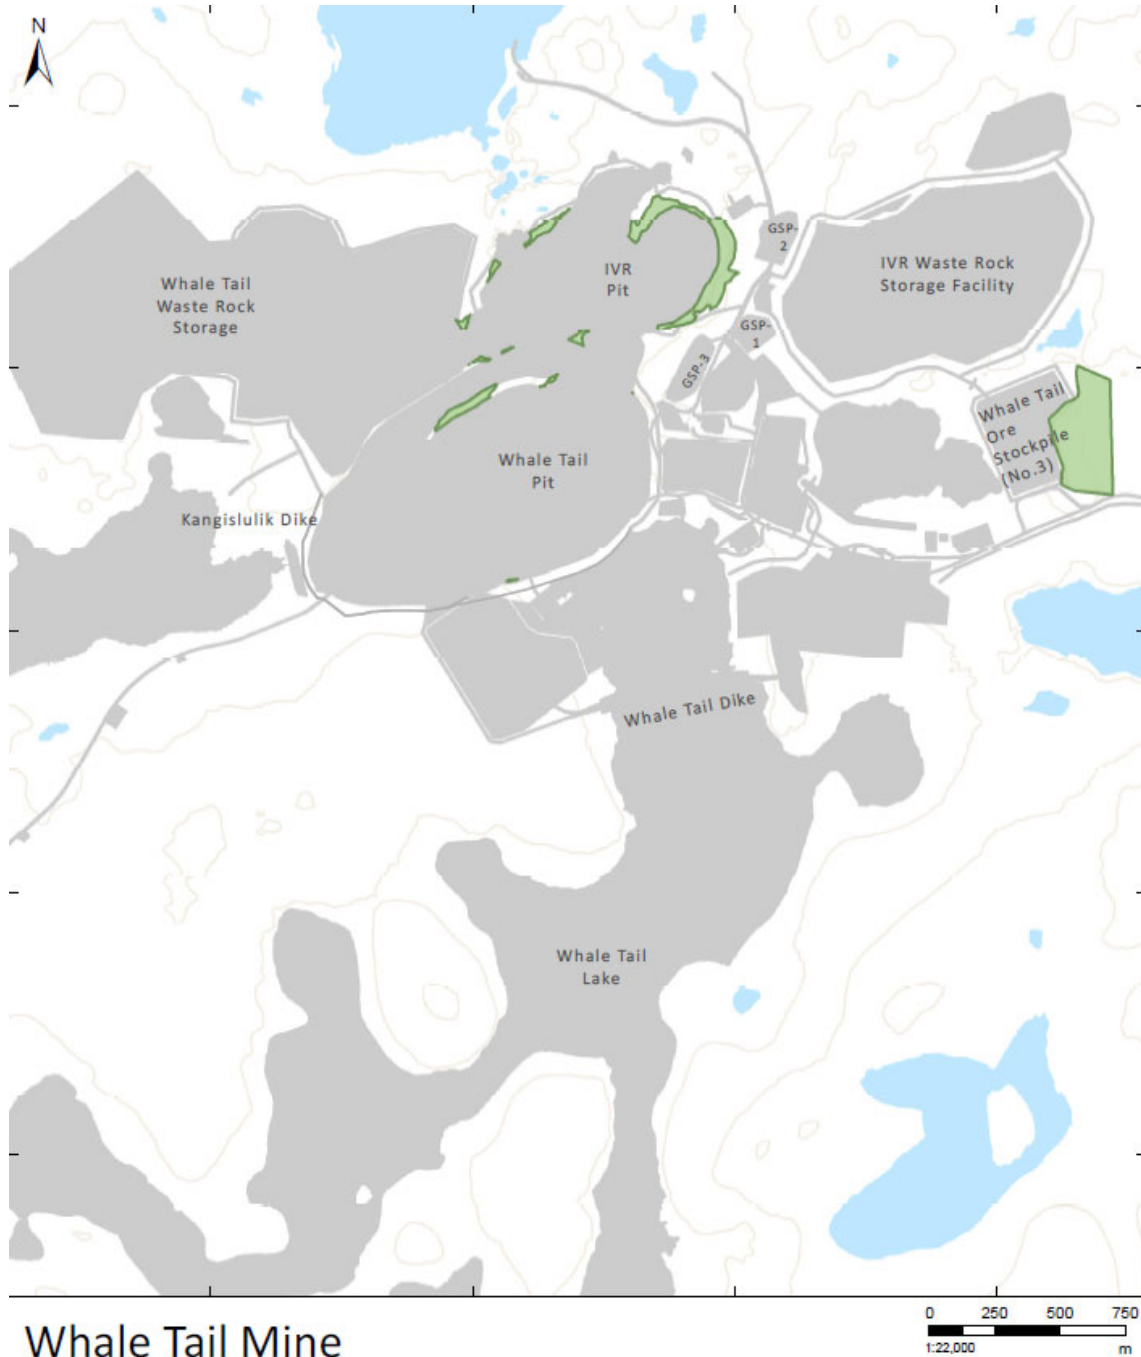 N
GSP-
2
Whale Tail
Waste Rock
Storage
IVR
Pit
IVR Waste Rock
Storage Facility
GSP-
1
GSP-3
Whale Tail
Ore
Stockpile
(No.3)
Whale Tail
Pit
Kangislulik Dike
Whale Tail Dike
Whale Tail
Lake
Whale Tail Mine
0 250 500 750
1:22,000 m